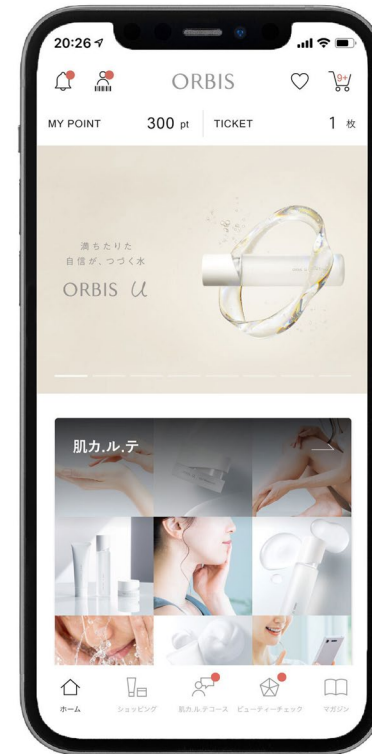 20:26
ORBIS
9+
MY POINT 300 pt TICKET 1 枚
満ちたりた
自信が、つづく水
ORBIS u
肌カ.ル.テ
ホーム ショッピング 肌カ.ル.テコース ビューティーチェック マガジン